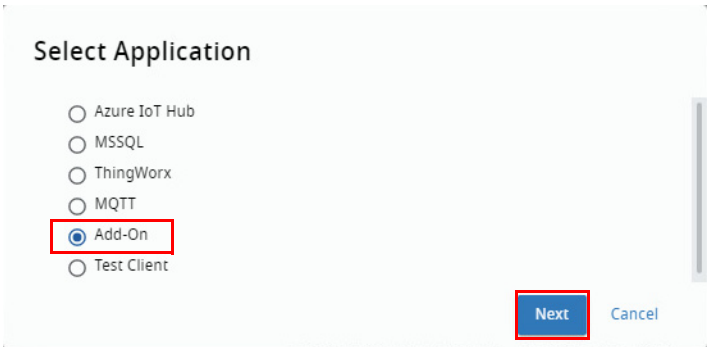 Select Application
Azure IoT Hub
MSSQL
ThingWorx
MQTT
Add-On
Test Client
Next Cancel